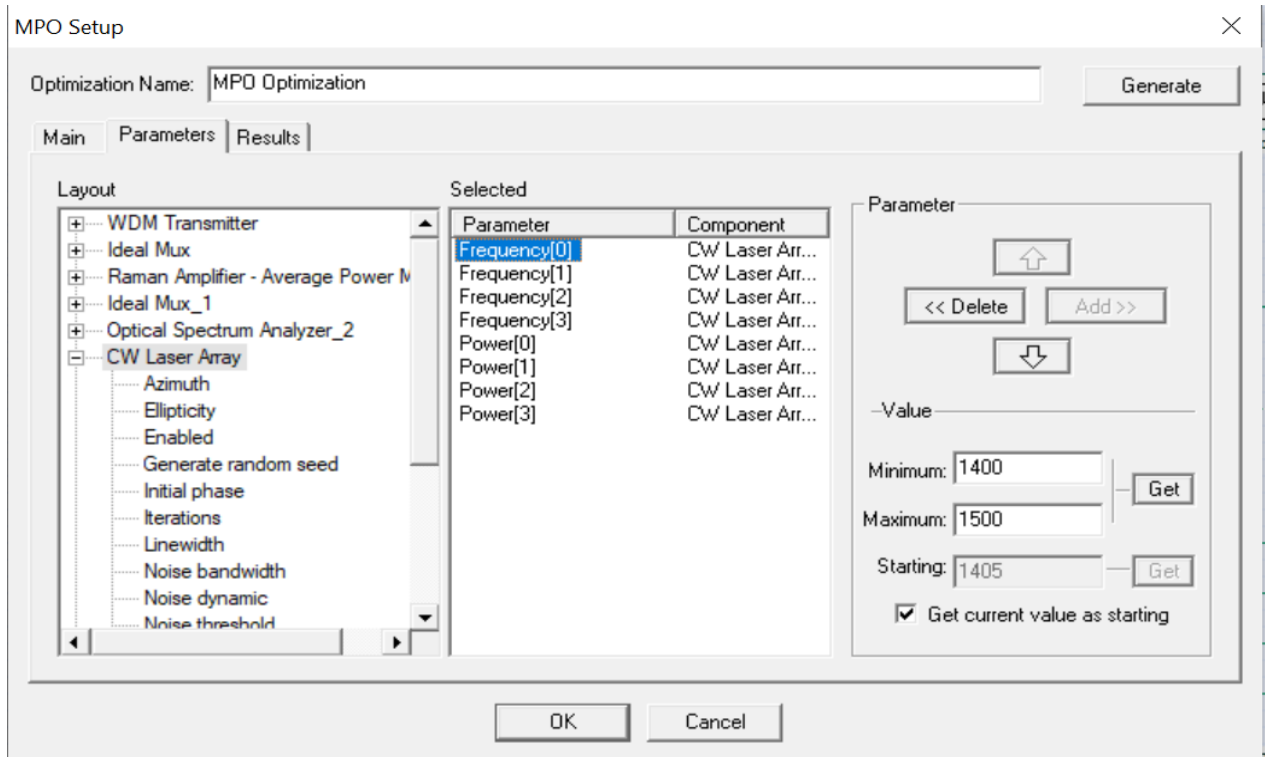 MPO Setup
Optimization Name: MPO Optimization Generate
Main Parameters Results
Layout
WDM Transmitter
Ideal Mux
Raman Amplifier - Average Power M
Ideal Mux_1
Optical Spectrum Analyzer_2
CW Laser Array
Azimuth
Ellipticity
Enabled
Generate random seed
Initial phase
Iterations
Linewidth
Noise bandwidth
Noise dynamic
Noise threshold
Selected
Parameter Component
Frequency[0] CW Laser Arr...
Frequency[1] CW Laser Arr...
Frequency[2] CW Laser Arr...
Frequency[3] CW Laser Arr...
Power[0] CW Laser Arr...
Power[1] CW Laser Arr...
Power[2] CW Laser Arr...
Power[3] CW Laser Arr...
Parameter
<< Delete Add >>
Value
Minimum: 1400
Get
Maximum: 1500
Starting: 1405 Get
Get current value as starting
OK Cancel